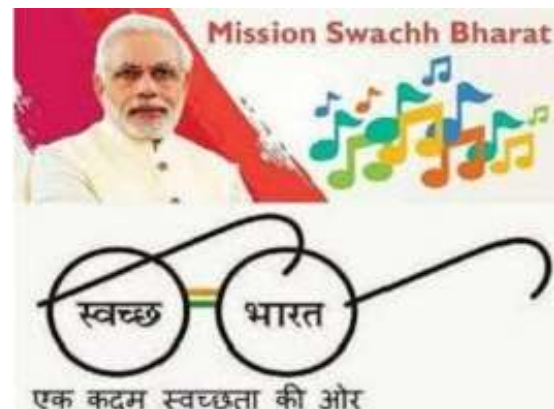 Mission Swachh Bharat
स्वच्छ भारत
एक कदम स्वच्छता की ओर